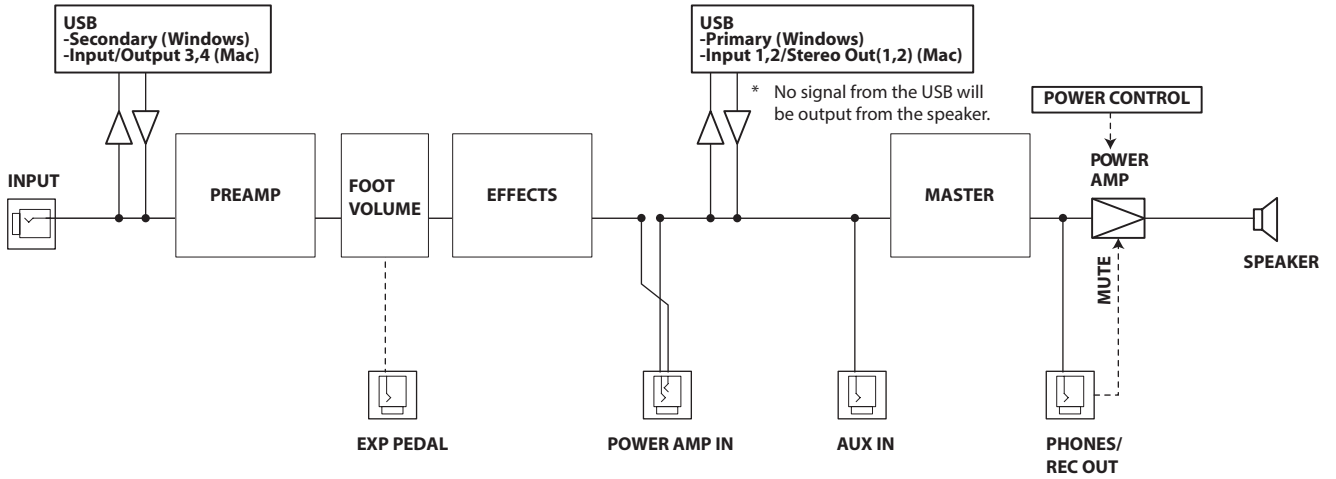 USB
-Secondary (Windows)
-Input/Output 3,4 (Mac)
USB
-Primary (Windows)
-Input 1,2/Stereo Out(1,2) (Mac)
* No signal from the USB will
be output from the speaker.
POWER CONTROL
INPUT
PREAMP
FOOT
VOLUME
EFFECTS
MASTER
POWER
AMP
SPEAKER
MUTE
EXP PEDAL
POWER AMP IN
AUX IN
PHONES/
REC OUT